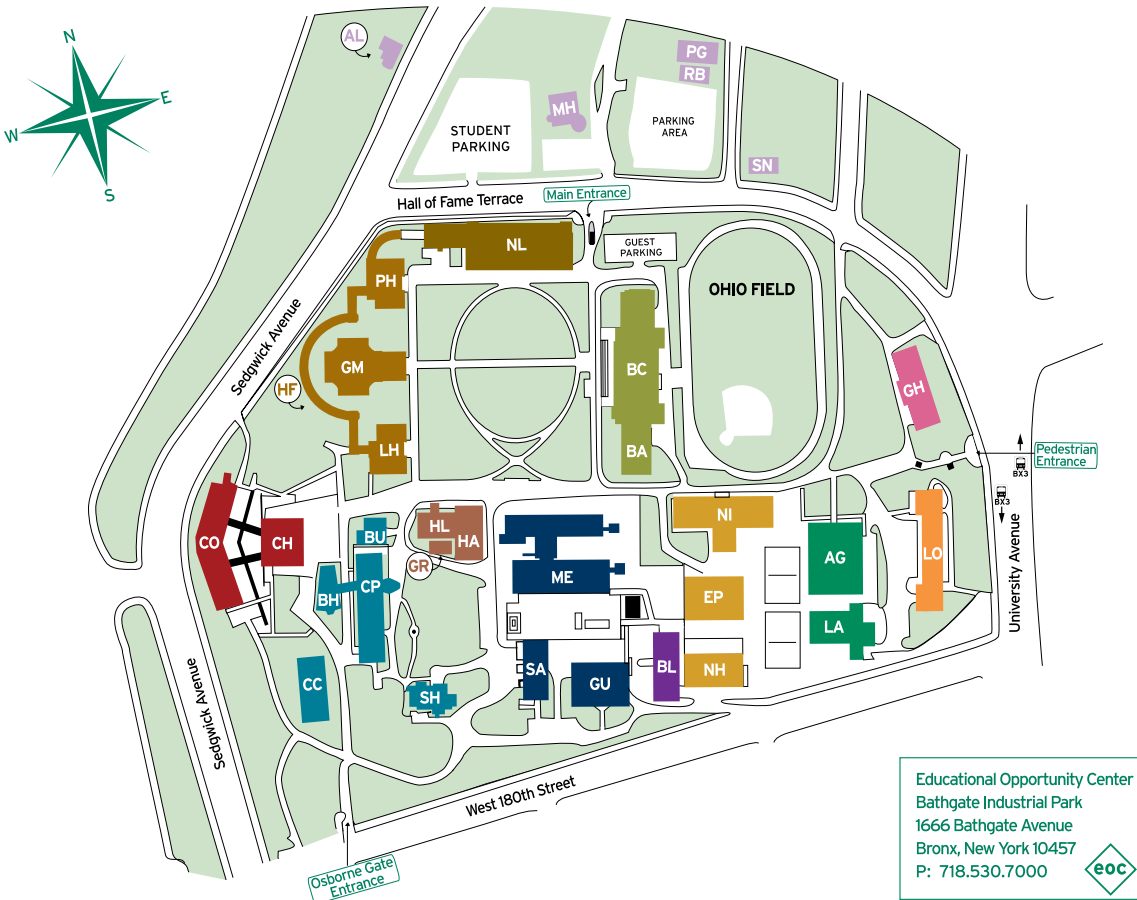 N
E
W
S
AL
PG
RB
MH
STUDENT
PARKING
PARKING
AREA
SN
Main Entrance
Hall of Fame Terrace
NL
GUEST
PARKING
PH
OHIO FIELD
Sedgwick Avenue
GM
BC
HF
GH
LH
BA
Pedestrian
Entrance
BX3
BX3
CO
CH
BU
HL
HA
GR
NI
ME
AG
LO
University Avenue
BH
CP
EP
LA
CC
SH
SA
GU
BL
NH
Sedgwick Avenue
West 180th Street
Osborne Gate
Entrance
Educational Opportunity Center
Bathgate Industrial Park
1666 Bathgate Avenue
Bronx, New York 10457
P: 718.530.7000
eoc